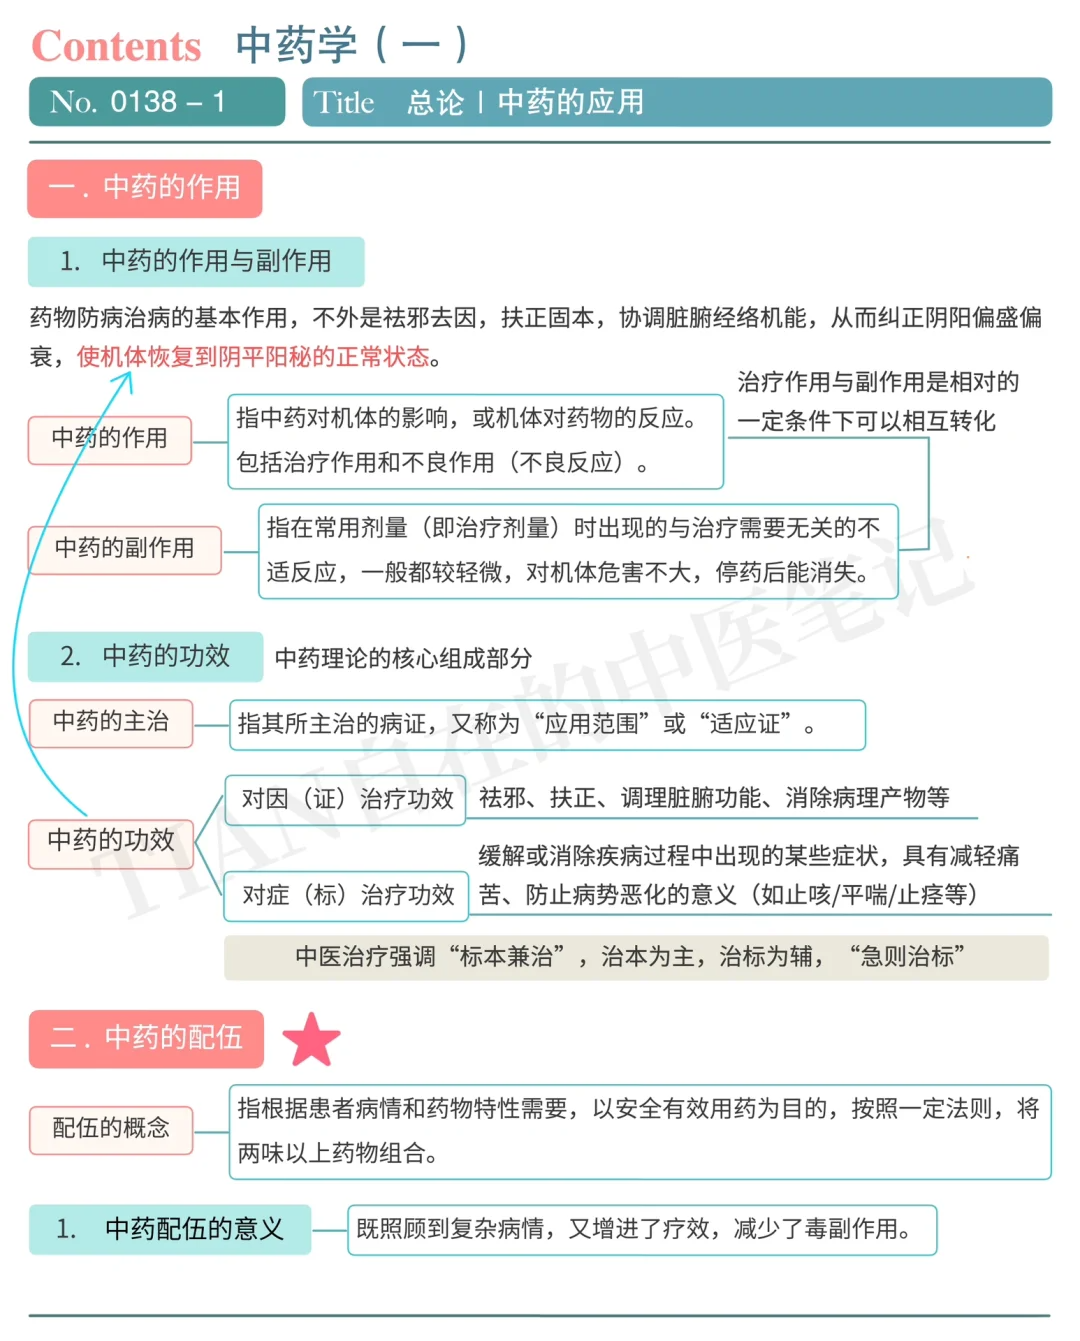 Contents 中药学（一）
No. 0138 – 1 Title 总论 | 中药的应用
一 . 中药的作用
1. 中药的作用与副作用
药物防病治病的基本作用，不外是祛邪去因，扶正固本，协调脏腑经络机能，从而纠正阴阳偏盛偏
衰，使机体恢复到阴平阳秘的正常状态。
治疗作用与副作用是相对的
一定条件下可以相互转化
中药的作用
指中药对机体的影响，或机体对药物的反应。
包括治疗作用和不良作用（不良反应）。
中药的副作用
指在常用剂量（即治疗剂量）时出现的与治疗需要无关的不
适反应，一般都较轻微，对机体危害不大，停药后能消失。
2. 中药的功效 中药理论的核心组成部分
中药的主治 指其所主治的病证，又称为“应用范围”或“适应证”。
中药的功效
对因（证）治疗功效 祛邪、扶正、调理脏腑功能、消除病理产物等
对症（标）治疗功效
缓解或消除疾病过程中出现的某些症状，具有减轻痛
苦、防止病势恶化的意义（如止咳/平喘/止痉等）
中医治疗强调“标本兼治”，治本为主，治标为辅，“急则治标”
二 . 中药的配伍
配伍的概念
指根据患者病情和药物特性需要，以安全有效用药为目的，按照一定法则，将
两味以上药物组合。
1. 中药配伍的意义 既照顾到复杂病情，又增进了疗效，减少了毒副作用。
TIAN自在的中医笔记